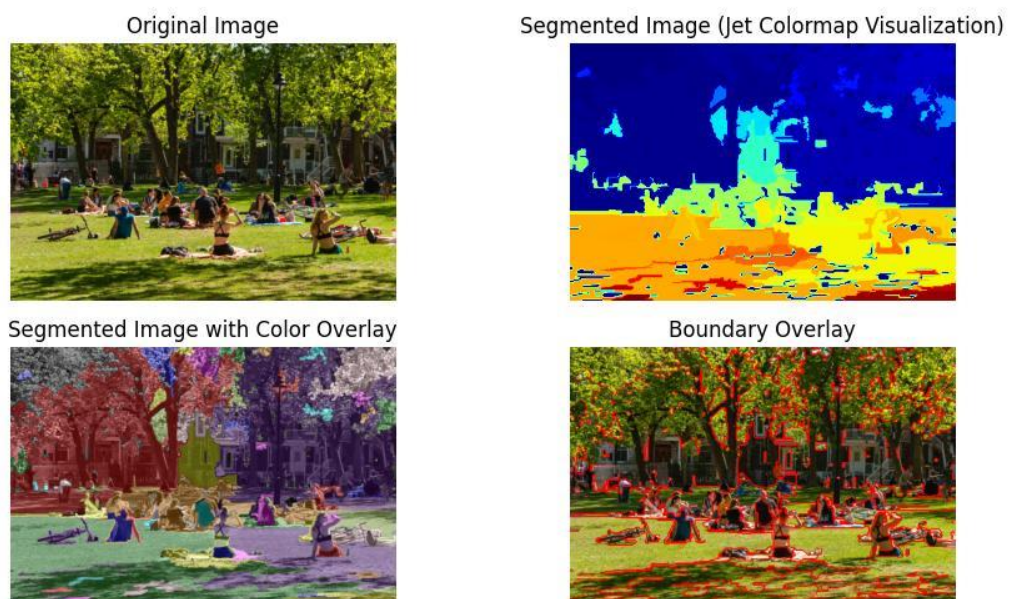 Original Image
Segmented Image (Jet Colormap Visualization)
Segmented Image with Color Overlay
Boundary Overlay